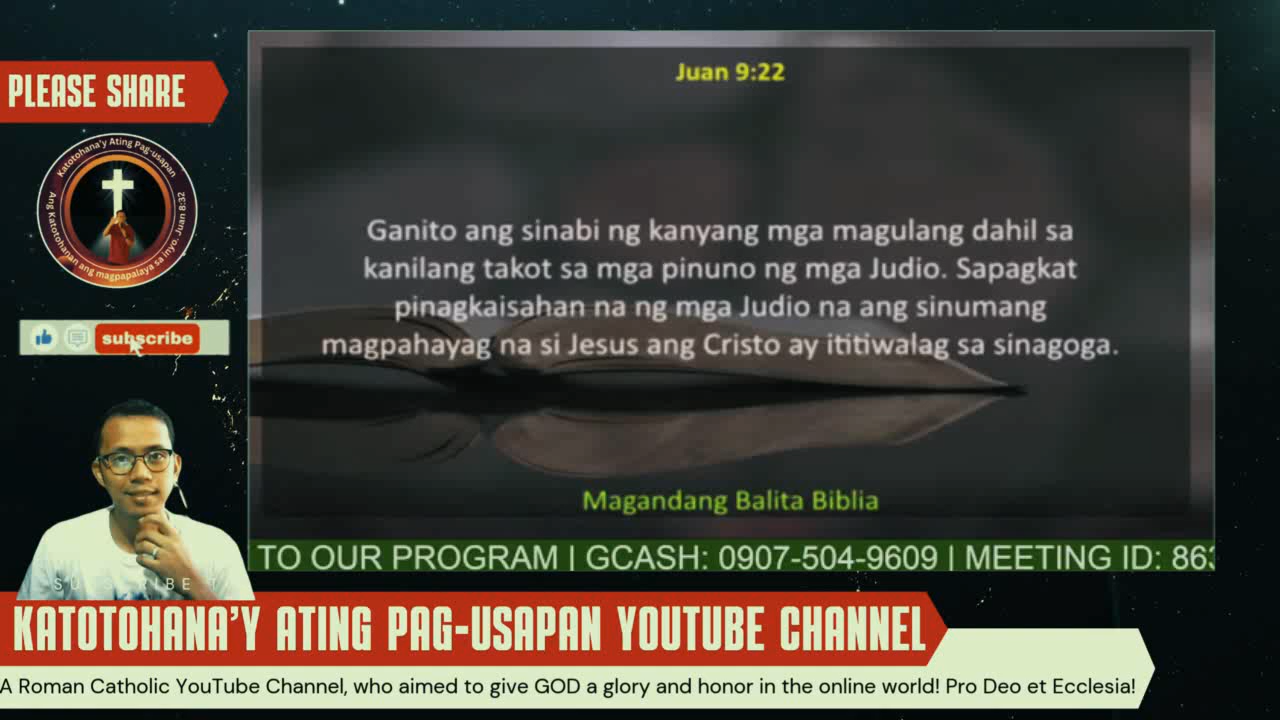 PLEASE SHARE
Katotohana'y Ating Pag-usapan
Ang Katotohanan ang magpapalaya sa inyo. Juan 8:32
subscribe
Juan 9:22
Ganito ang sinabi ng kanyang mga magulang dahil sa
kanilang takot sa mga pinuno ng mga Judio. Sapagkat
pinagkaisahan na ng mga Judio na ang sinumang
magpahayag na si Jesus ang Cristo ay ititiwalag sa sinagoga.
Magandang Balita Biblia
TO OUR PROGRAM | GCASH: 0907-504-9609 | MEETING ID: 863
SUBSCRIBE T
KATOTOHANA'Y ATING PAG-USAPAN YOUTUBE CHANNEL
A Roman Catholic YouTube Channel, who aimed to give GOD a glory and honor in the online world! Pro Deo et Ecclesia!